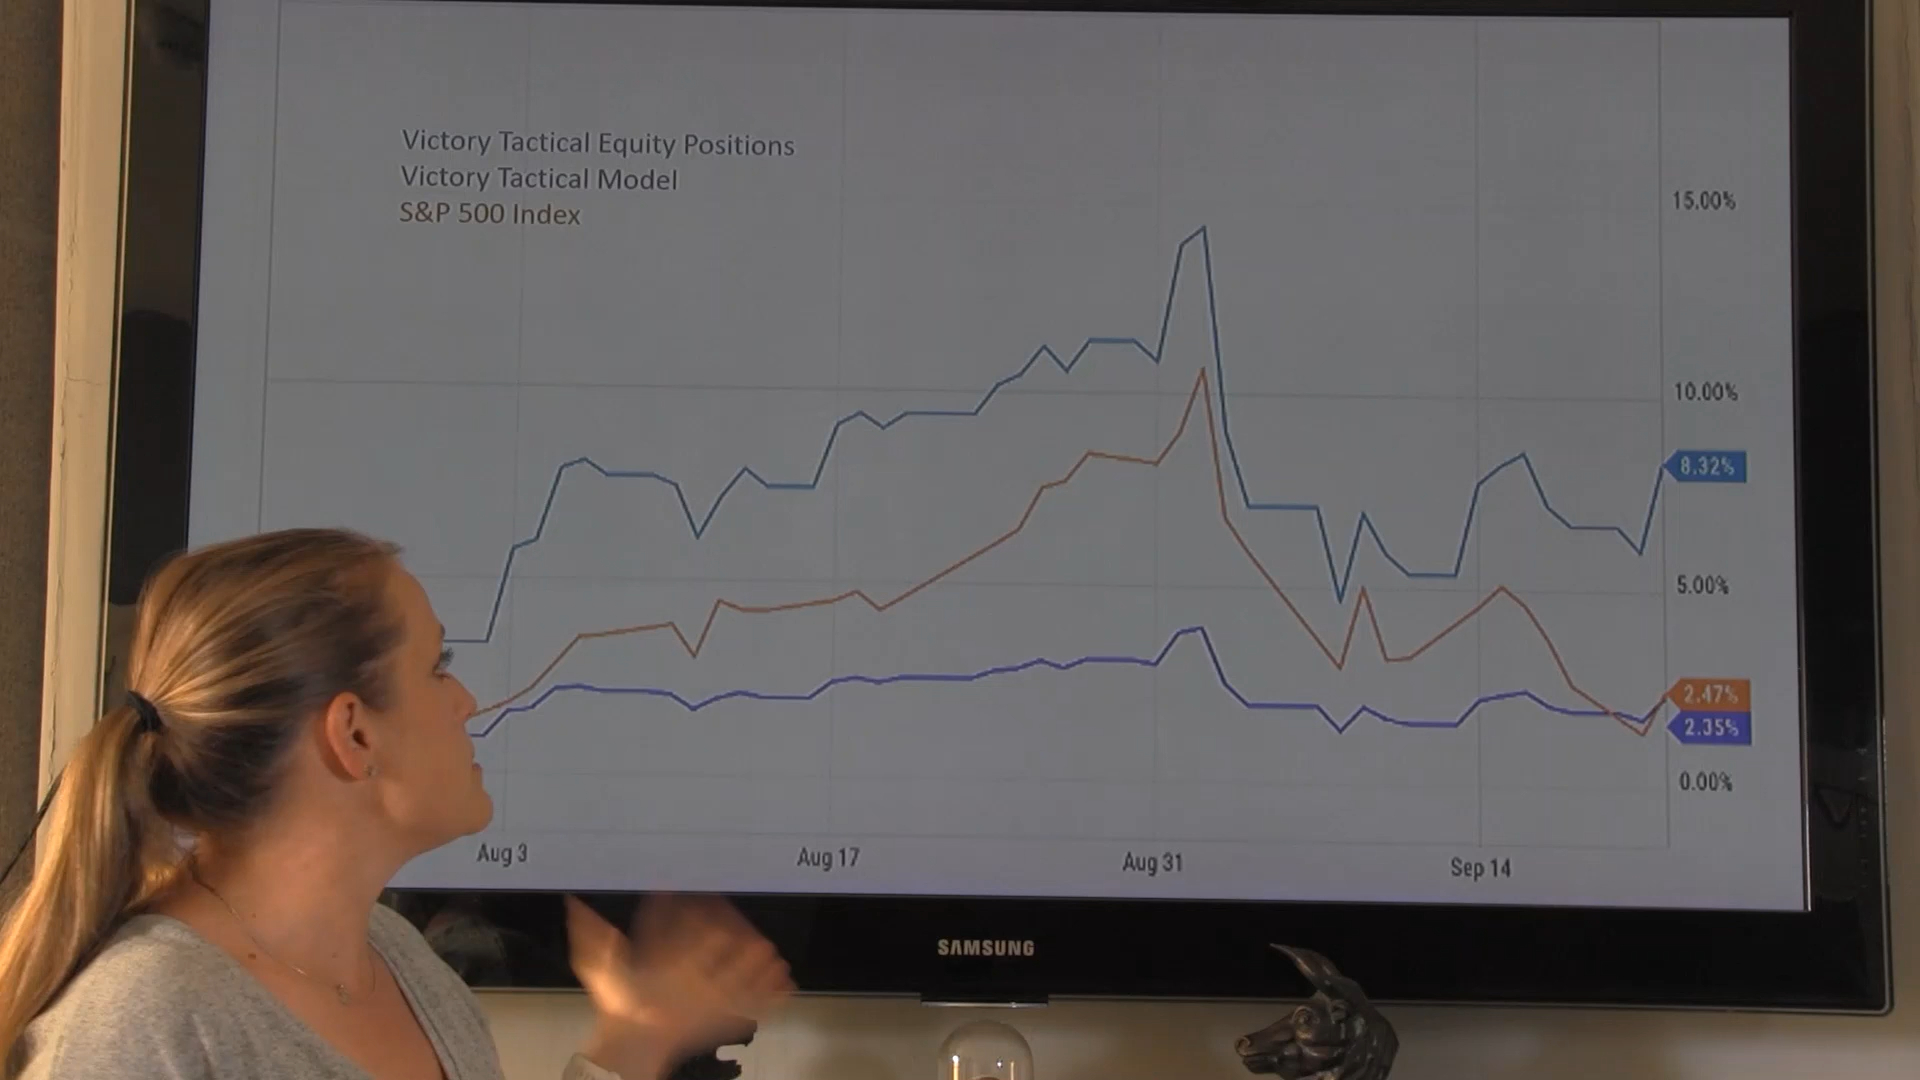 Victory Tactical Equity Positions
Victory Tactical Model
S&P 500 Index
15.00%
10.00%
8.32%
5.00%
2.47%
2.35%
0.00%
Aug 3
Aug 17
Aug 31
Sep 14
SAMSUNG